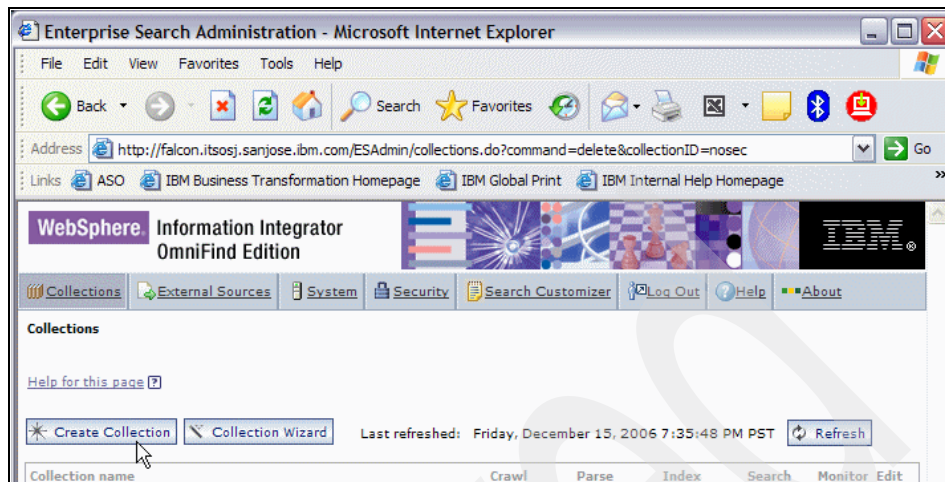 Enterprise Search Administration - Microsoft Internet Explorer
File Edit View Favorites Tools Help
Back Search Favorites
Address http://falcon.itsosj.sanjose.ibm.com/ESAdmin/collections.do?command=delete&collectionID=nosec Go
Links ASO IBM Business Transformation Homepage IBM Global Print IBM Internal Help Homepage »
WebSphere. Information Integrator
OmniFind Edition
IBM®
Collections External Sources System Security Search Customizer Log Out Help About
Collections
Help for this page ?
Create Collection Collection Wizard Last refreshed: Friday, December 15, 2006 7:35:48 PM PST Refresh
Collection name Crawl Parse Index Search Monitor Edit